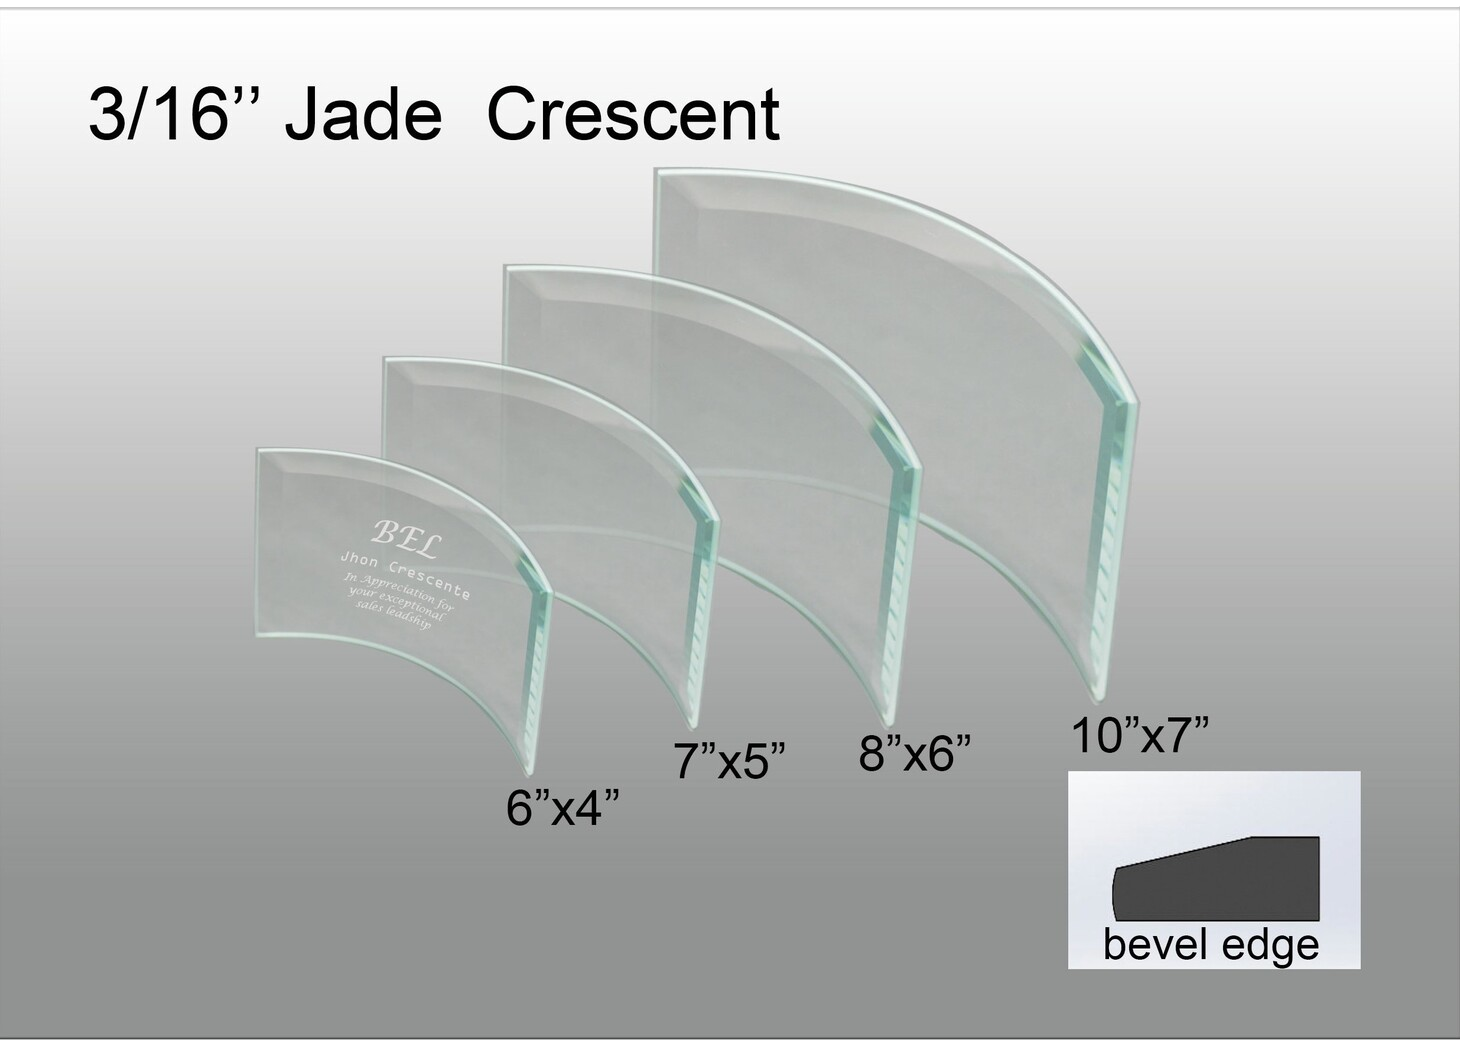 3/16’’ Jade Crescent
BEL
Jhon Crescente
In Appreciation for
your exceptional
sales leadship
6”x4”
7”x5”
8”x6”
10”x7”
bevel edge